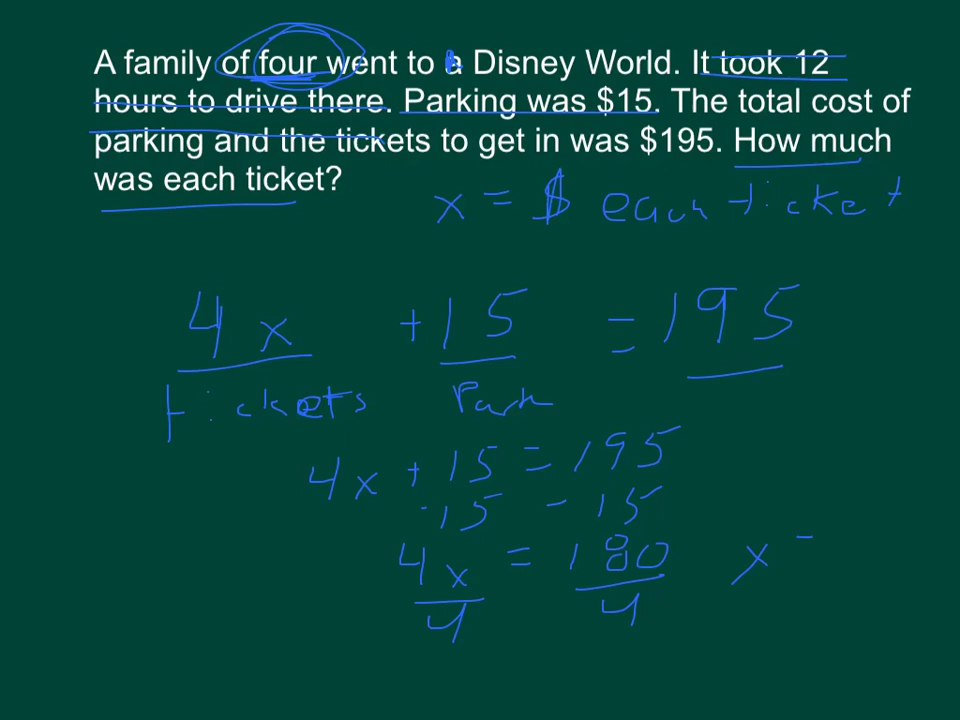 A family of four went to a Disney World. It took 12
hours to drive there. Parking was $15. The total cost of
parking and the tickets to get in was $195. How much
was each ticket?
x = $ each ticket
4x + 15 = 195
tickets Park
4x + 15 = 195
-15 - 15
4x = 180 x =
4 4